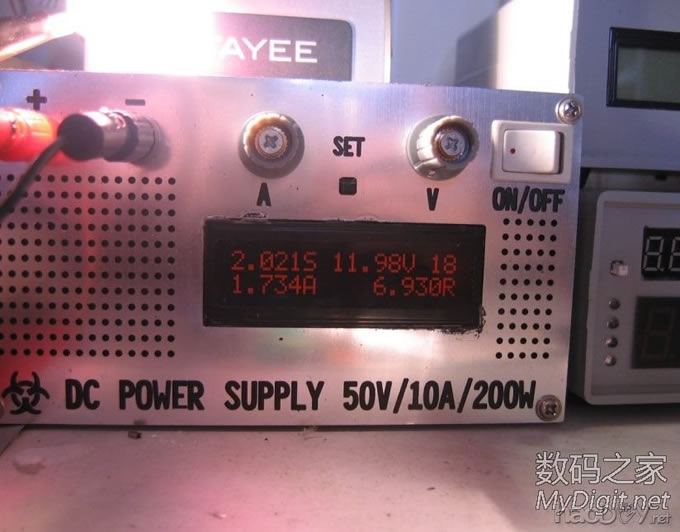 TAYEE
+ -
SET
A V
ON/OFF
2.021S 11.98V 18
1.734A 6.930R
DC POWER SUPPLY 50V/10A/200W
数码之家
MyDigit.net